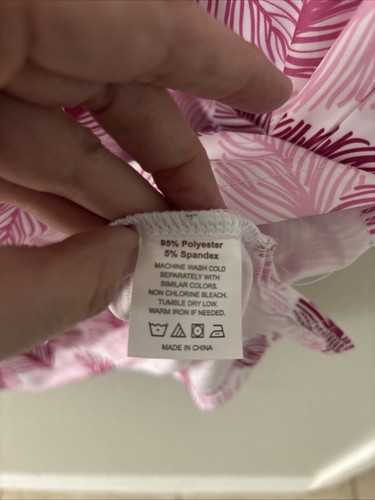 95% Polyester
5% Spandex
MACHINE WASH COLD
SEPARATELY WITH
SIMILAR COLORS.
NON CHLORINE BLEACH.
TUMBLE DRY LOW.
WARM IRON IF NEEDED.
MADE IN CHINA